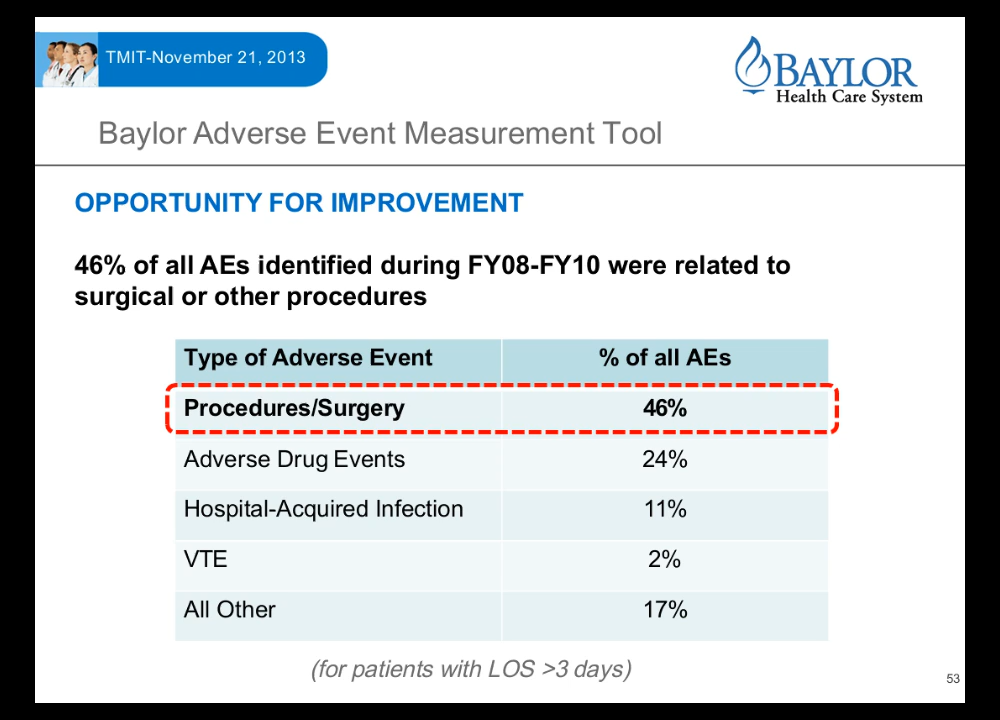 TMIT-November 21, 2013
BAYLOR
Health Care System
Baylor Adverse Event Measurement Tool
OPPORTUNITY FOR IMPROVEMENT
46% of all AEs identified during FY08-FY10 were related to
surgical or other procedures
Type of Adverse Event % of all AEs
Procedures/Surgery 46%
Adverse Drug Events 24%
Hospital-Acquired Infection 11%
VTE 2%
All Other 17%
(for patients with LOS >3 days)
53